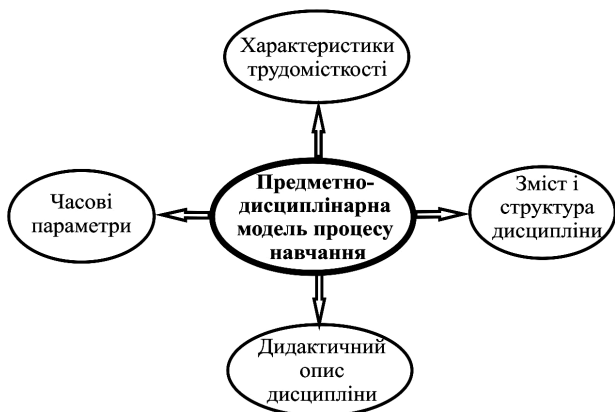 Характеристики
трудомісткості
Часові
параметри
Предметно-
дисциплінарна
модель процесу
навчання
Зміст і
структура
дисципліни
Дидактичний
опис
дисципліни